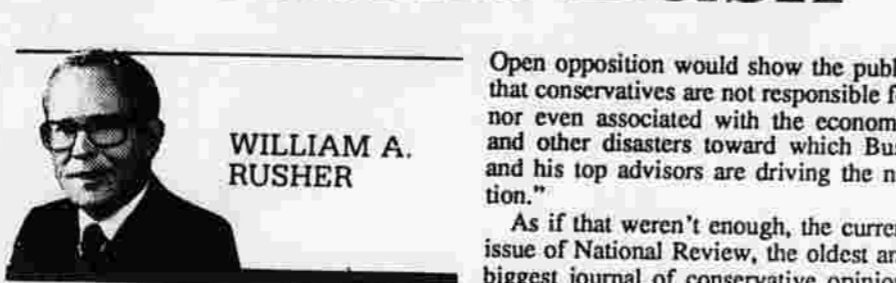 WILLIAM A.
RUSHER
Open opposition would show the publ
that conservatives are not responsible f
nor even associated with the econom
and other disasters toward which Bu
and his top advisors are driving the n
tion."
As if that weren't enough, the curre
issue of National Review, the oldest ar
biggest journal of conservative opinion